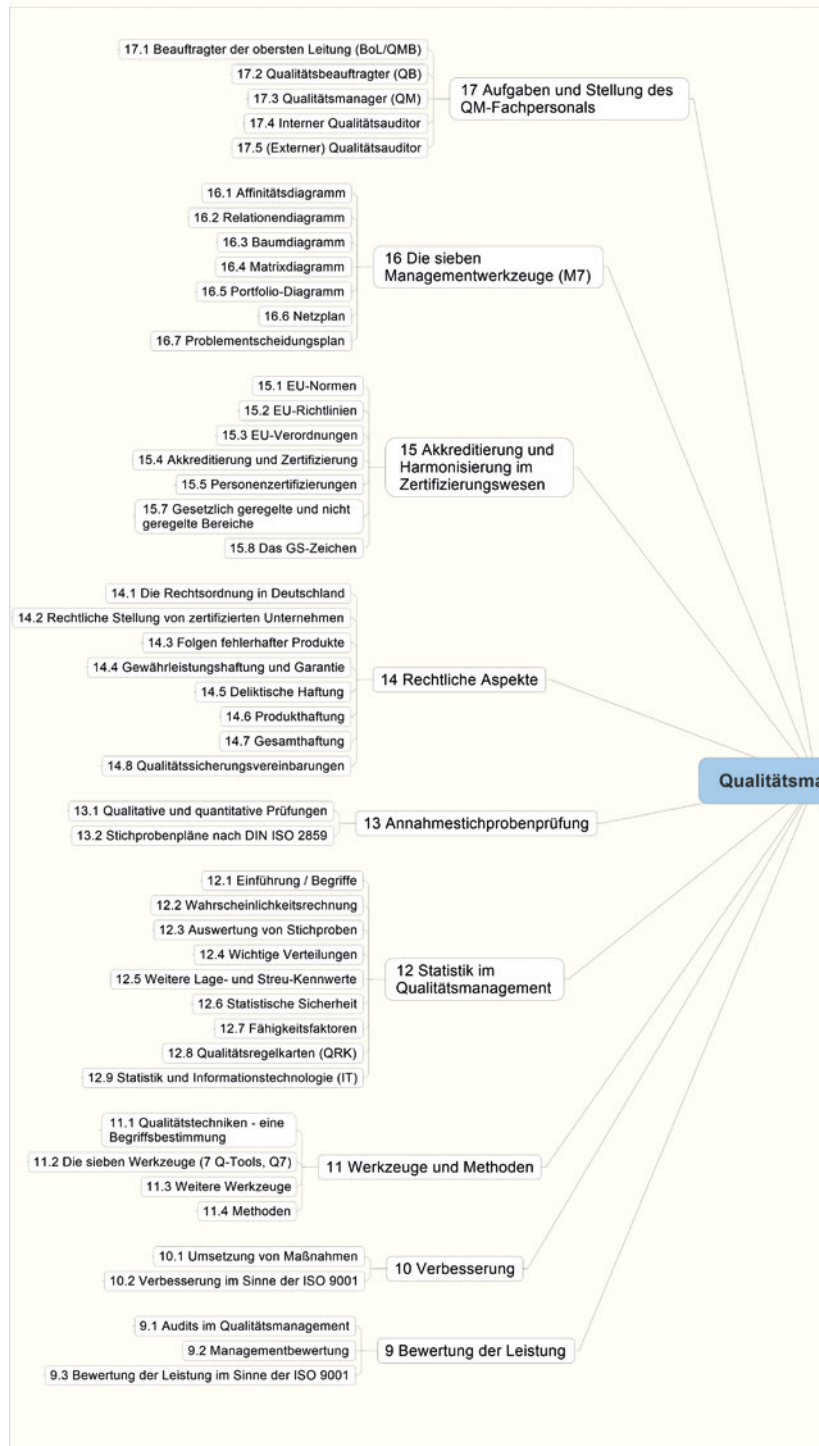 17.1 Beauftragter der obersten Leitung (BoL/QMB)
17.2 Qualitätsbeauftragter (QB)
17.3 Qualitätsmanager (QM)
17.4 Interner Qualitätsauditor
17.5 (Externer) Qualitätsauditor
17 Aufgaben und Stellung des
QM-Fachpersonals
16.1 Affinitätsdiagramm
16.2 Relationendiagramm
16.3 Baumdiagramm
16.4 Matrixdiagramm
16.5 Portfolio-Diagramm
16.6 Netzplan
16.7 Problementscheidungsplan
16 Die sieben
Managementwerkzeuge (M7)
15.1 EU-Normen
15.2 EU-Richtlinien
15.3 EU-Verordnungen
15.4 Akkreditierung und Zertifizierung
15.5 Personenzertifizierungen
15.7 Gesetzlich geregelte und nicht
geregelte Bereiche
15.8 Das GS-Zeichen
15 Akkreditierung und
Harmonisierung im
Zertifizierungswesen
14.1 Die Rechtsordnung in Deutschland
14.2 Rechtliche Stellung von zertifizierten Unternehmen
14.3 Folgen fehlerhafter Produkte
14.4 Gewährleistungshaftung und Garantie
14.5 Deliktische Haftung
14.6 Produkthaftung
14.7 Gesamthaftung
14.8 Qualitätssicherungsvereinbarungen
14 Rechtliche Aspekte
Qualitätsma
13.1 Qualitative und quantitative Prüfungen
13.2 Stichprobenpläne nach DIN ISO 2859
13 Annahmestichprobenprüfung
12.1 Einführung / Begriffe
12.2 Wahrscheinlichkeitsrechnung
12.3 Auswertung von Stichproben
12.4 Wichtige Verteilungen
12.5 Weitere Lage- und Streu-Kennwerte
12.6 Statistische Sicherheit
12.7 Fähigkeitsfaktoren
12.8 Qualitätsregelkarten (QRK)
12.9 Statistik und Informationstechnologie (IT)
12 Statistik im
Qualitätsmanagement
11.1 Qualitätstechniken - eine
Begriffsbestimmung
11.2 Die sieben Werkzeuge (7 Q-Tools, Q7)
11.3 Weitere Werkzeuge
11.4 Methoden
11 Werkzeuge und Methoden
10.1 Umsetzung von Maßnahmen
10.2 Verbesserung im Sinne der ISO 9001
10 Verbesserung
9.1 Audits im Qualitätsmanagement
9.2 Managementbewertung
9.3 Bewertung der Leistung im Sinne der ISO 9001
9 Bewertung der Leistung